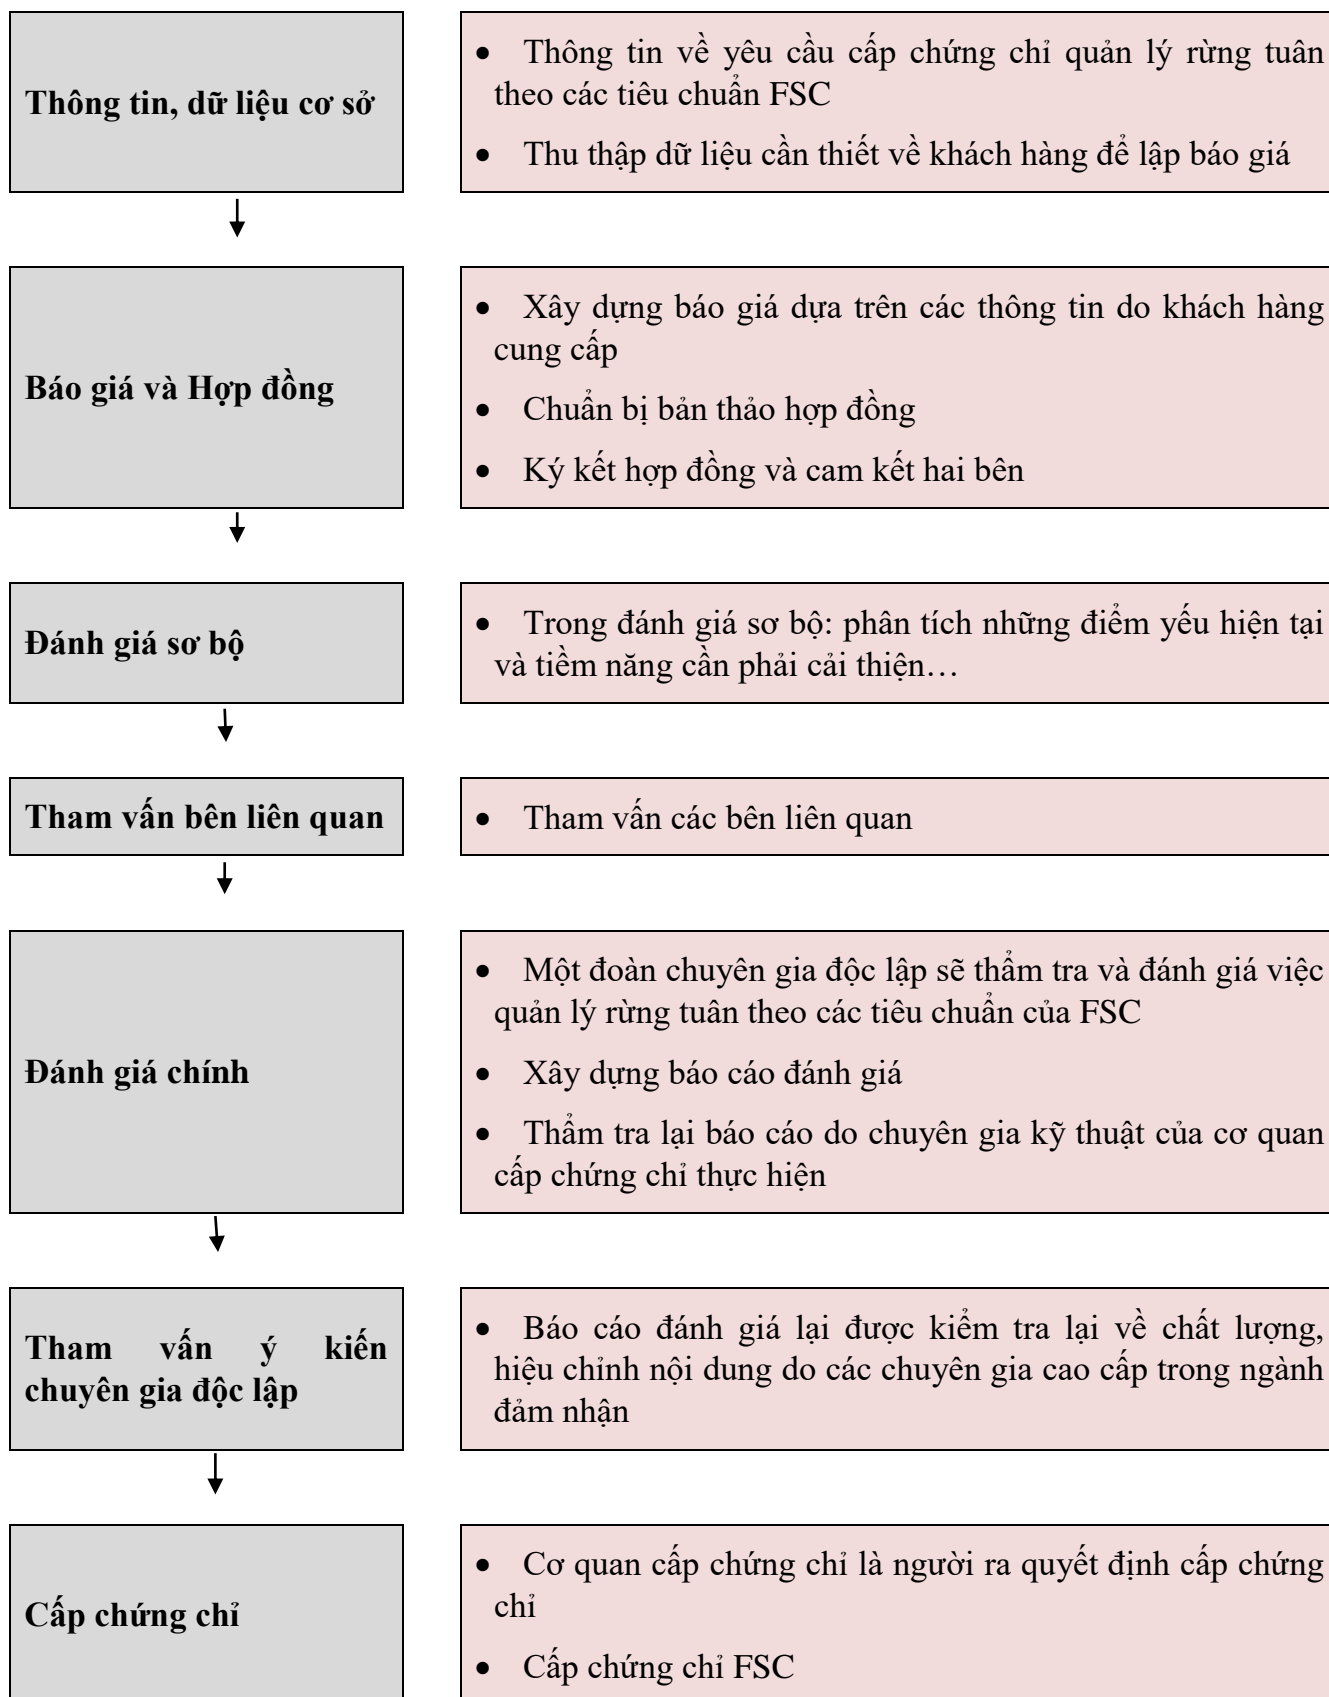 Thông tin, dữ liệu cơ sở
• Thông tin về yêu cầu cấp chứng chỉ quản lý rừng tuân
theo các tiêu chuẩn FSC
• Thu thập dữ liệu cần thiết về khách hàng để lập báo giá
Báo giá và Hợp đồng
• Xây dựng báo giá dựa trên các thông tin do khách hàng
cung cấp
• Chuẩn bị bản thảo hợp đồng
• Ký kết hợp đồng và cam kết hai bên
Đánh giá sơ bộ
• Trong đánh giá sơ bộ: phân tích những điểm yếu hiện tại
và tiềm năng cần phải cải thiện…
Tham vấn bên liên quan
• Tham vấn các bên liên quan
Đánh giá chính
• Một đoàn chuyên gia độc lập sẽ thẩm tra và đánh giá việc
quản lý rừng tuân theo các tiêu chuẩn của FSC
• Xây dựng báo cáo đánh giá
• Thẩm tra lại báo cáo do chuyên gia kỹ thuật của cơ quan
cấp chứng chỉ thực hiện
Tham vấn ý kiến
chuyên gia độc lập
• Báo cáo đánh giá lại được kiểm tra lại về chất lượng,
hiệu chỉnh nội dung do các chuyên gia cao cấp trong ngành
đảm nhận
Cấp chứng chỉ
• Cơ quan cấp chứng chỉ là người ra quyết định cấp chứng
chỉ
• Cấp chứng chỉ FSC